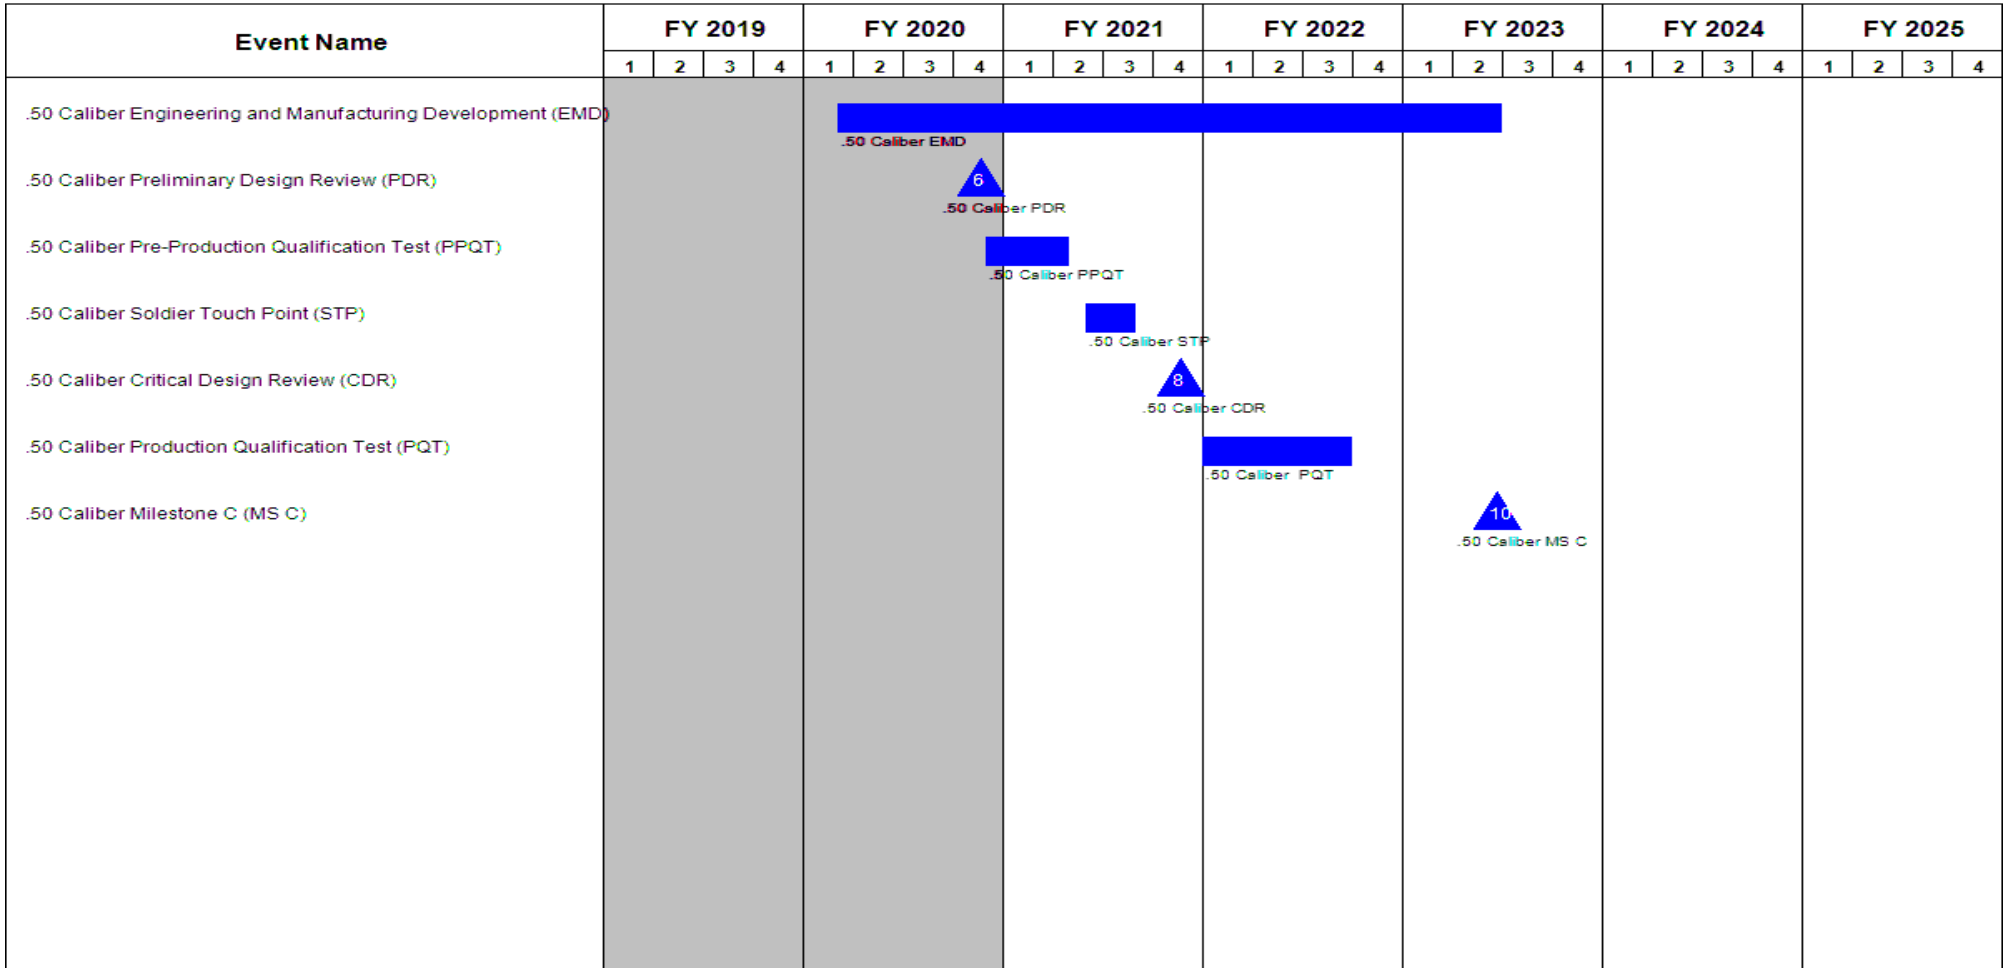 Event Name FY 2019 FY 2020 FY 2021 FY 2022 FY 2023 FY 2024 FY 2025
1 2 3 4 1 2 3 4 1 2 3 4 1 2 3 4 1 2 3 4 1 2 3 4 1 2 3 4
.50 Caliber Engineering and Manufacturing Development (EMD)
.50 Caliber EMD
.50 Caliber Preliminary Design Review (PDR) 6
.50 Caliber PDR
.50 Caliber Pre-Production Qualification Test (PPQT)
.50 Caliber PPQT
.50 Caliber Soldier Touch Point (STP)
.50 Caliber STP
.50 Caliber Critical Design Review (CDR) 8
.50 Caliber CDR
.50 Caliber Production Qualification Test (PQT)
.50 Caliber PQT
.50 Caliber Milestone C (MS C) 10
.50 Caliber MS C